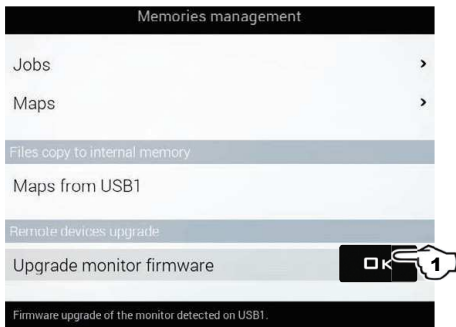 Memories management
Jobs
Maps
Files copy to internal memory
Maps from USB1
Remote devices upgrade
Upgrade monitor firmware
OK
1
Firmware upgrade of the monitor detected on USB1.